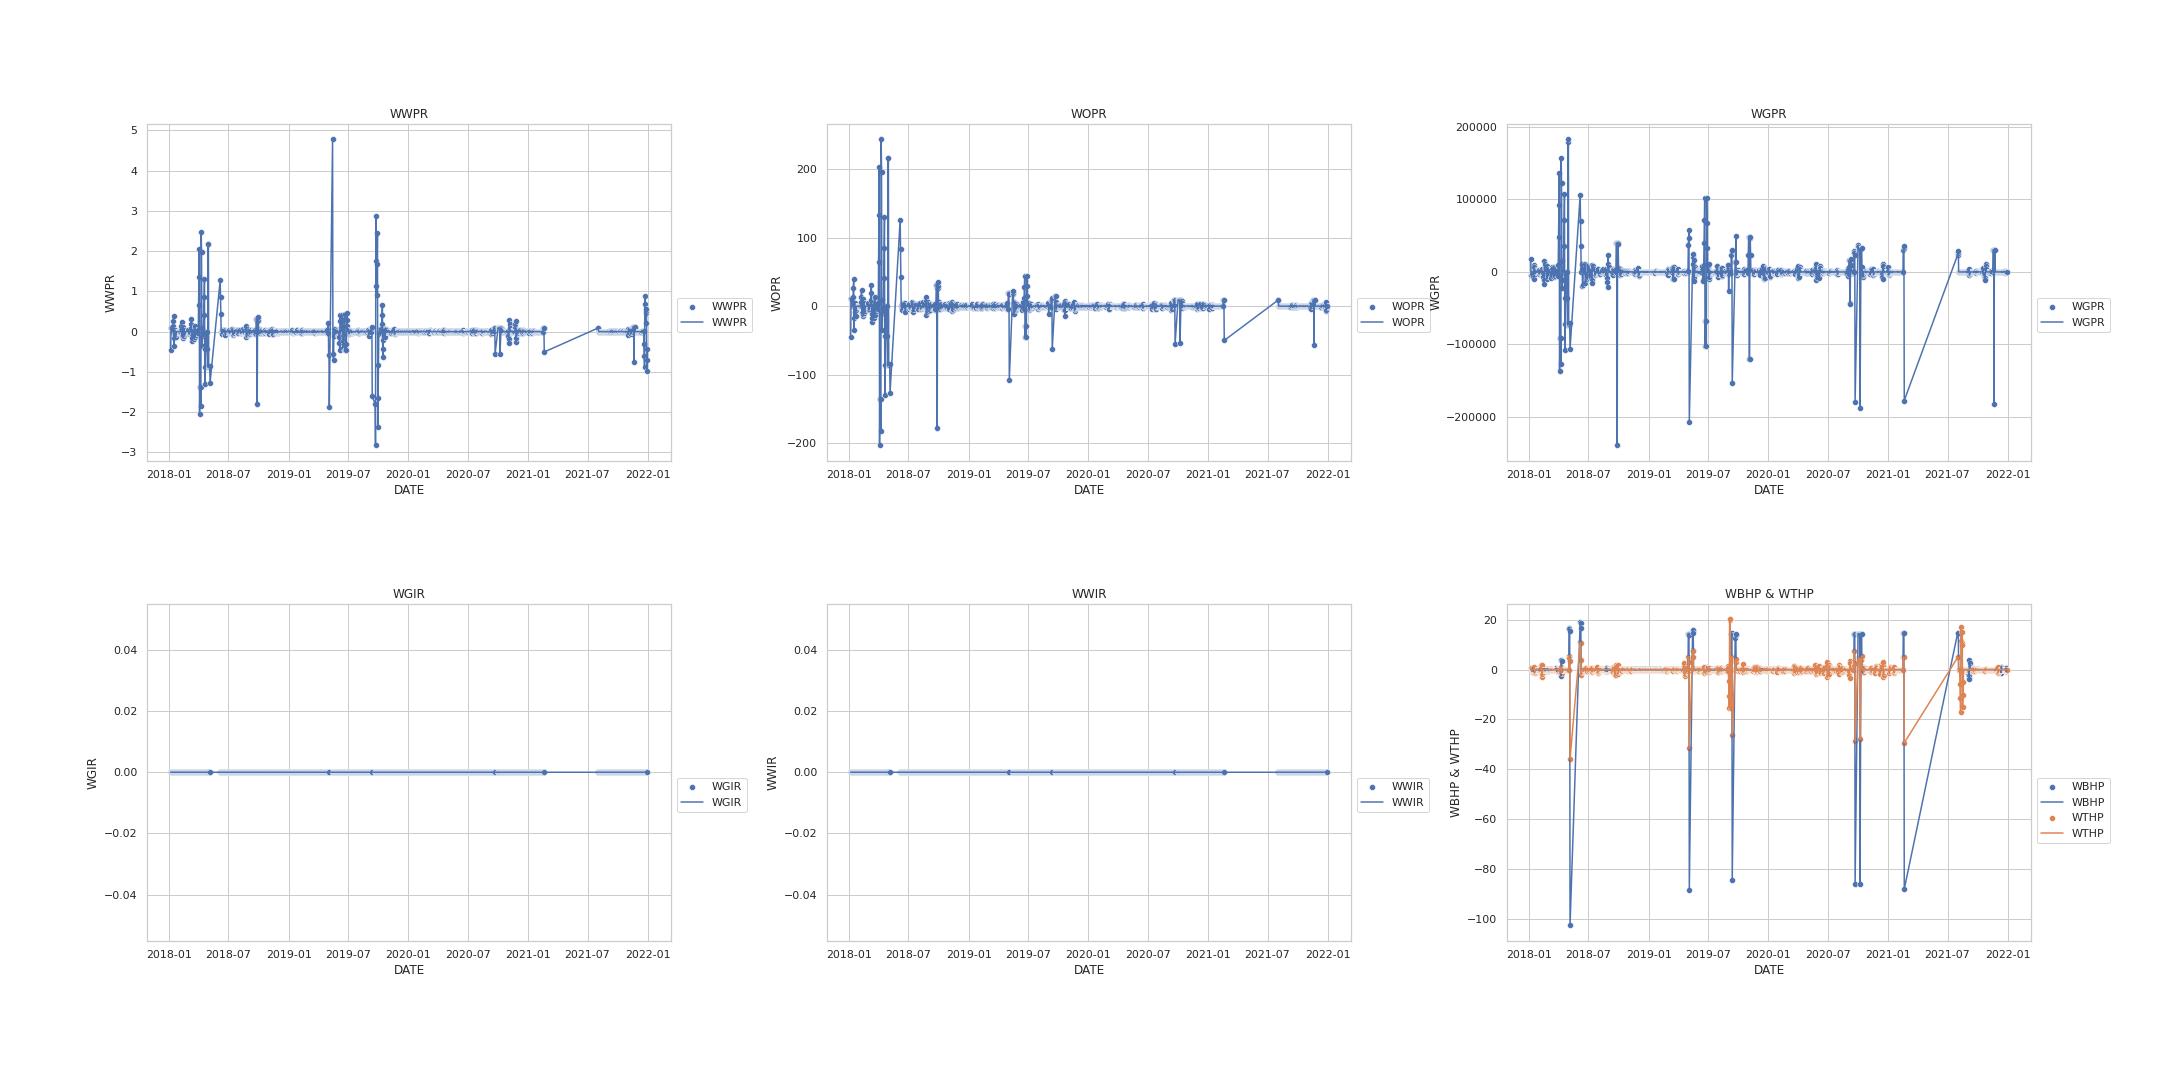 WWPR
5
4
3
2
1
0
−1
−2
−3
WWPR
2018-01 2018-07 2019-01 2019-07 2020-01 2020-07 2021-01 2021-07 2022-01
DATE
WWPR
WWPR
WOPR
200
100
0
−100
−200
WOPR
2018-01 2018-07 2019-01 2019-07 2020-01 2020-07 2021-01 2021-07 2022-01
DATE
WOPR
WOPR
WGPR
200000
100000
0
−100000
−200000
WGPR
2018-01 2018-07 2019-01 2019-07 2020-01 2020-07 2021-01 2021-07 2022-01
DATE
WGPR
WGPR
WGIR
0.04
0.02
0.00
−0.02
−0.04
WGIR
2018-01 2018-07 2019-01 2019-07 2020-01 2020-07 2021-01 2021-07 2022-01
DATE
WGIR
WGIR
WWIR
0.04
0.02
0.00
−0.02
−0.04
WWIR
2018-01 2018-07 2019-01 2019-07 2020-01 2020-07 2021-01 2021-07 2022-01
DATE
WWIR
WWIR
WBHP & WTHP
20
0
−20
−40
−60
−80
−100
WBHP & WTHP
2018-01 2018-07 2019-01 2019-07 2020-01 2020-07 2021-01 2021-07 2022-01
DATE
WBHP
WBHP
WTHP
WTHP